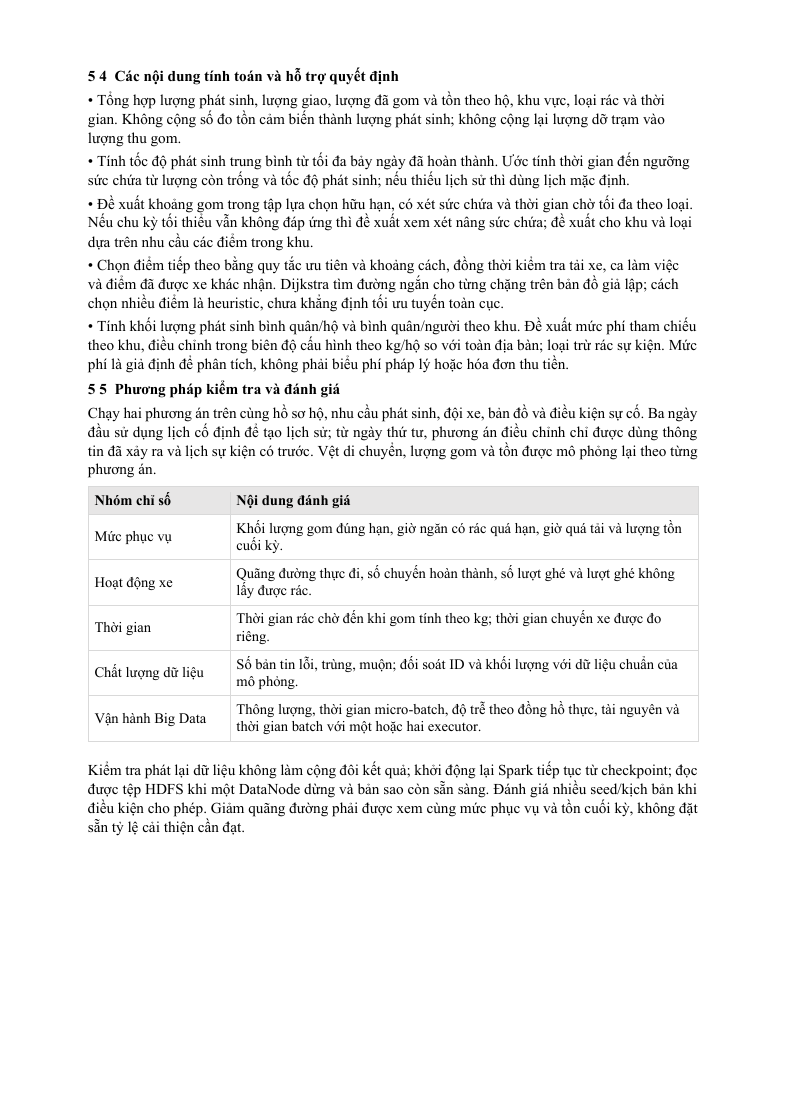 5 4 Các nội dung tính toán và hỗ trợ quyết định
• Tổng hợp lượng phát sinh, lượng giao, lượng đã gom và tồn theo hộ, khu vực, loại rác và thời
gian. Không cộng số đo tồn cảm biến thành lượng phát sinh; không cộng lại lượng dỡ trạm vào
lượng thu gom.
• Tính tốc độ phát sinh trung bình từ tối đa bảy ngày đã hoàn thành. Ước tính thời gian đến ngưỡng
sức chứa từ lượng còn trống và tốc độ phát sinh; nếu thiếu lịch sử thì dùng lịch mặc định.
• Đề xuất khoảng gom trong tập lựa chọn hữu hạn, có xét sức chứa và thời gian chờ tối đa theo loại.
Nếu chu kỳ tối thiểu vẫn không đáp ứng thì đề xuất xem xét nâng sức chứa; đề xuất cho khu và loại
dựa trên nhu cầu các điểm trong khu.
• Chọn điểm tiếp theo bằng quy tắc ưu tiên và khoảng cách, đồng thời kiểm tra tải xe, ca làm việc
và điểm đã được xe khác nhận. Dijkstra tìm đường ngắn cho từng chặng trên bản đồ giả lập; cách
chọn nhiều điểm là heuristic, chưa khẳng định tối ưu tuyến toàn cục.
• Tính khối lượng phát sinh bình quân/hộ và bình quân/người theo khu. Đề xuất mức phí tham chiếu
theo khu, điều chỉnh trong biên độ cấu hình theo kg/hộ so với toàn địa bàn; loại trừ rác sự kiện. Mức
phí là giả định để phân tích, không phải biểu phí pháp lý hoặc hóa đơn thu tiền.
5 5 Phương pháp kiểm tra và đánh giá
Chạy hai phương án trên cùng hồ sơ hộ, nhu cầu phát sinh, đội xe, bản đồ và điều kiện sự cố. Ba ngày
đầu sử dụng lịch cố định để tạo lịch sử; từ ngày thứ tư, phương án điều chỉnh chỉ được dùng thông
tin đã xảy ra và lịch sự kiện có trước. Vệt di chuyển, lượng gom và tồn được mô phỏng lại theo từng
phương án.
Nhóm chỉ số
Nội dung đánh giá
Mức phục vụ
Khối lượng gom đúng hạn, giờ ngăn có rác quá hạn, giờ quá tải và lượng tồn
cuối kỳ.
Hoạt động xe
Quãng đường thực đi, số chuyến hoàn thành, số lượt ghé và lượt ghé không
lấy được rác.
Thời gian
Thời gian rác chờ đến khi gom tính theo kg; thời gian chuyến xe được đo
riêng.
Chất lượng dữ liệu
Số bản tin lỗi, trùng, muộn; đối soát ID và khối lượng với dữ liệu chuẩn của
mô phỏng.
Vận hành Big Data
Thông lượng, thời gian micro-batch, độ trễ theo đồng hồ thực, tài nguyên và
thời gian batch với một hoặc hai executor.
Kiểm tra phát lại dữ liệu không làm cộng đôi kết quả; khởi động lại Spark tiếp tục từ checkpoint; đọc
được tệp HDFS khi một DataNode dừng và bản sao còn sẵn sàng. Đánh giá nhiều seed/kịch bản khi
điều kiện cho phép. Giảm quãng đường phải được xem cùng mức phục vụ và tồn cuối kỳ, không đặt
sẵn tỷ lệ cải thiện cần đạt.